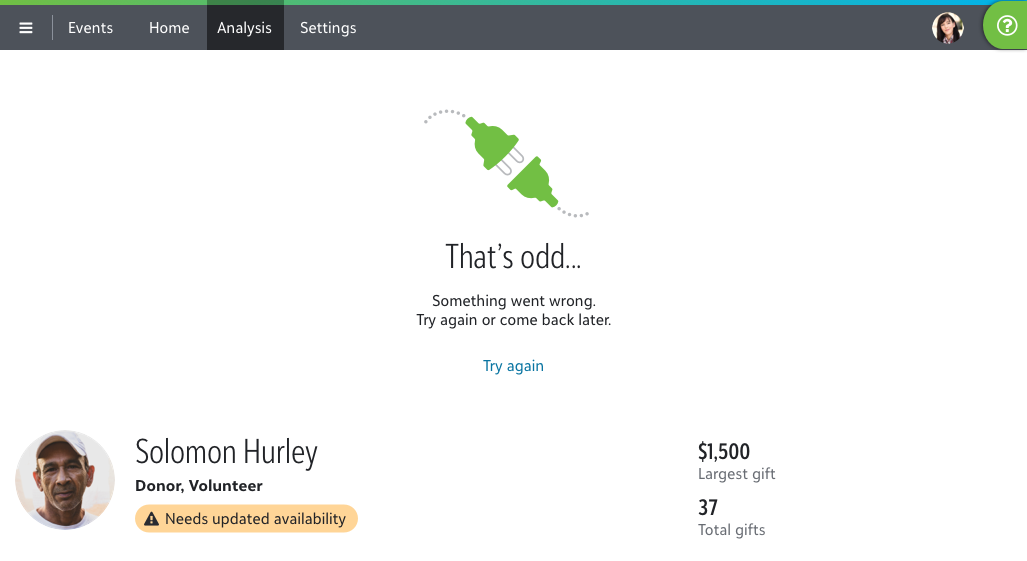 Events Home Analysis Settings
That's odd...
Something went wrong.
Try again or come back later.
Try again
Solomon Hurley
Donor, Volunteer
Needs updated availability
$1,500
Largest gift
37
Total gifts